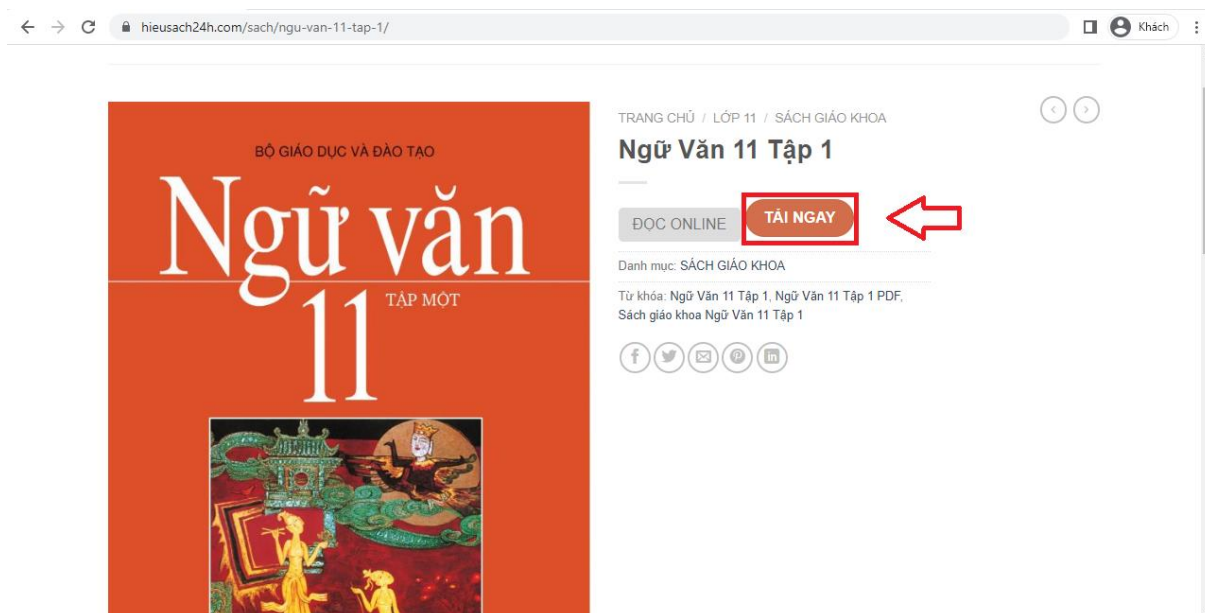 hieusach24h.com/sach/ngu-van-11-tap-1/
Khách
BỘ GIÁO DỤC VÀ ĐÀO TẠO
Ngữ văn
11
TẬP MỘT
TRANG CHỦ / LỚP 11 / SÁCH GIÁO KHOA
Ngữ Văn 11 Tập 1
ĐỌC ONLINE
TẢI NGAY
Danh mục: SÁCH GIÁO KHOA
Từ khóa: Ngữ Văn 11 Tập 1, Ngữ Văn 11 Tập 1 PDF,
Sách giáo khoa Ngữ Văn 11 Tập 1